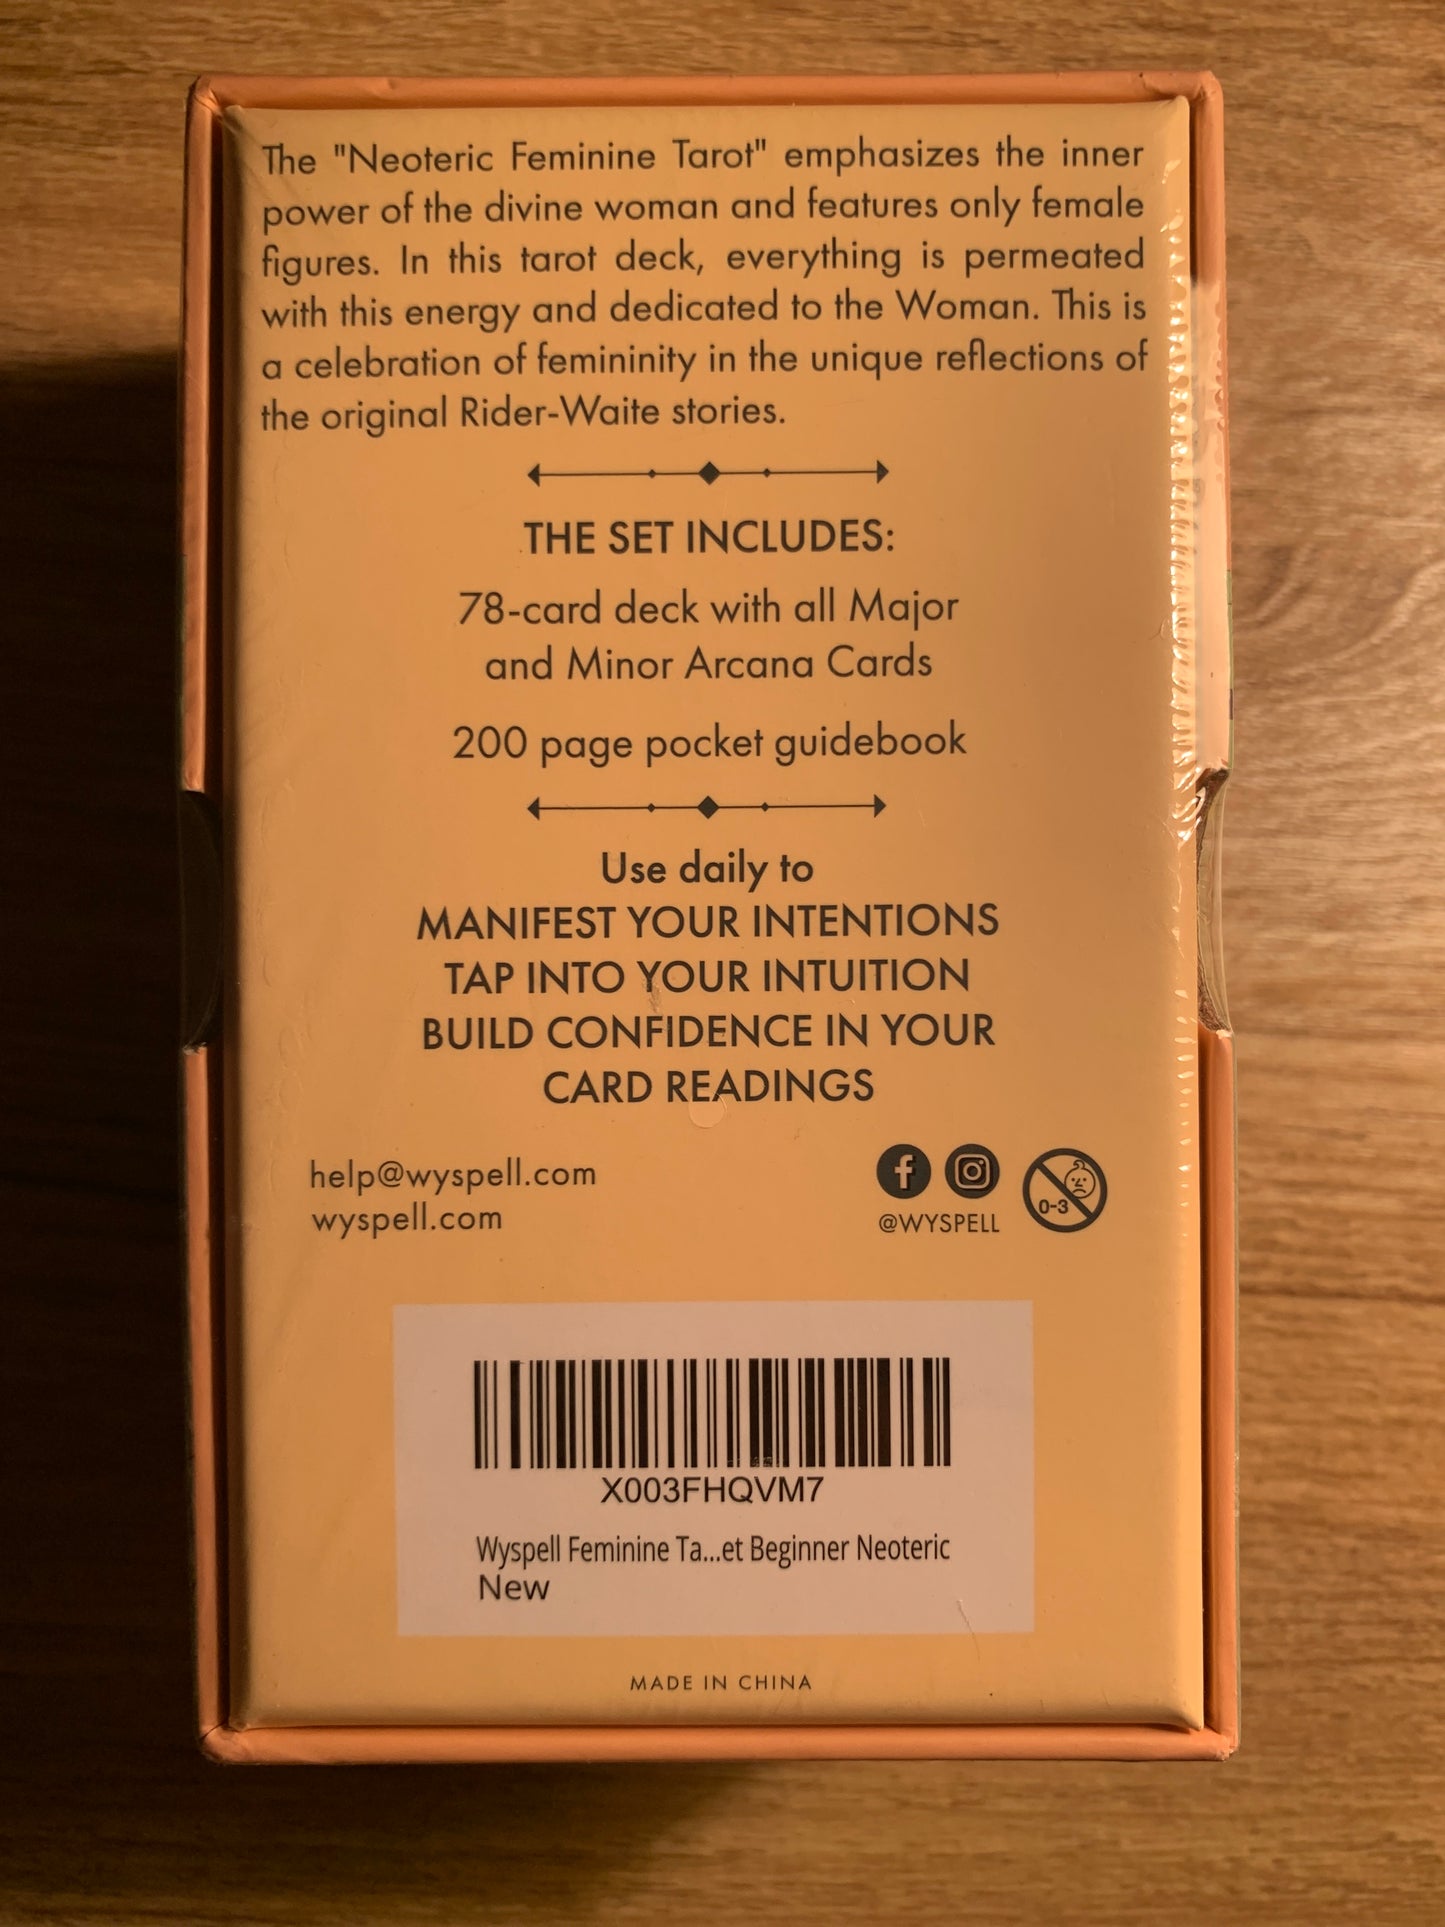 The "Neoteric Feminine Tarot" emphasizes the inner
power of the divine woman and features only female
figures. In this tarot deck, everything is permeated
with this energy and dedicated to the Woman. This is
a celebration of femininity in the unique reflections of
the original Rider-Waite stories.
THE SET INCLUDES:
78-card deck with all Major
and Minor Arcana Cards
200 page pocket guidebook
Use daily to
MANIFEST YOUR INTENTIONS
TAP INTO YOUR INTUITION
BUILD CONFIDENCE IN YOUR
CARD READINGS
help@wyspell.com
wyspell.com
@WYSPELL
0-3
X003FHQVM7
Wyspell Feminine Ta...et Beginner Neoteric
New
MADE IN CHINA